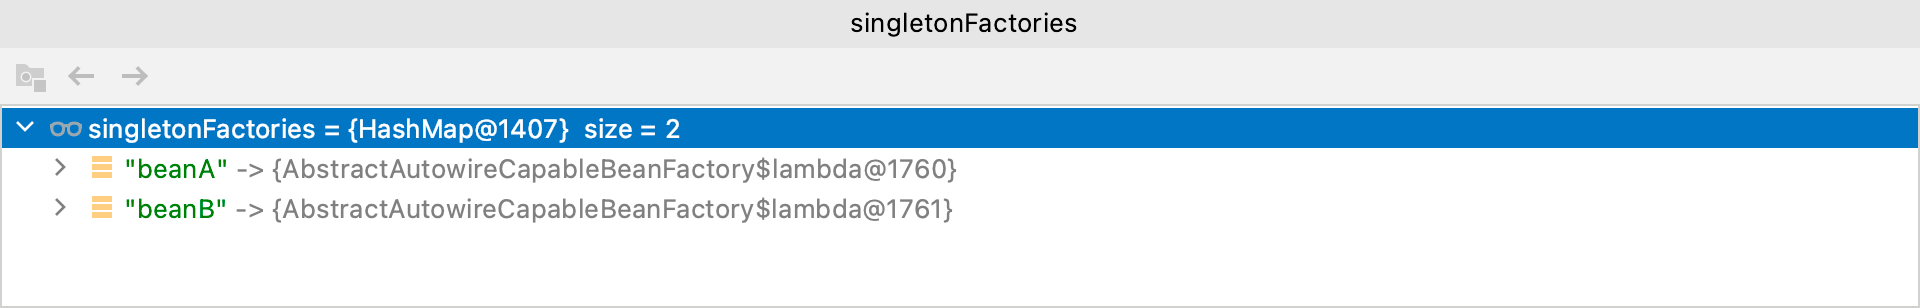 singletonFactories
singletonFactories = {HashMap@1407} size = 2
"beanA" -> {AbstractAutowireCapableBeanFactory$lambda@1760}
"beanB" -> {AbstractAutowireCapableBeanFactory$lambda@1761}